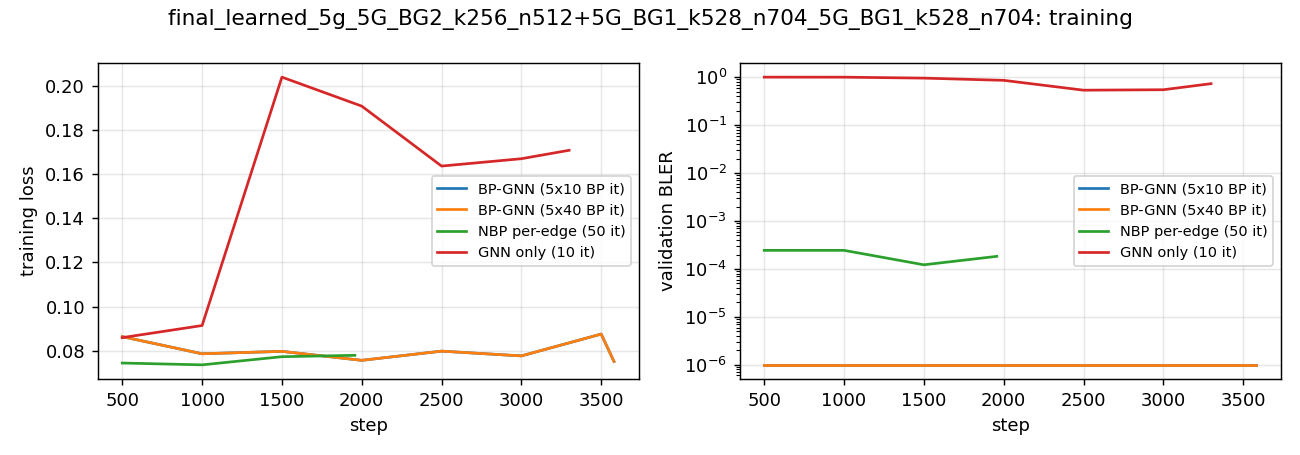 final_learned_5g_5G_BG2_k256_n512+5G_BG1_k528_n704_5G_BG1_k528_n704: training
training loss
0.20
0.18
0.16
0.14
0.12
0.10
0.08
BP-GNN (5x10 BP it)
BP-GNN (5x40 BP it)
NBP per-edge (50 it)
GNN only (10 it)
500 1000 1500 2000 2500 3000 3500
step
validation BLER
10⁰
10⁻¹
10⁻²
10⁻³
10⁻⁴
10⁻⁵
10⁻⁶
BP-GNN (5x10 BP it)
BP-GNN (5x40 BP it)
NBP per-edge (50 it)
GNN only (10 it)
500 1000 1500 2000 2500 3000 3500
step